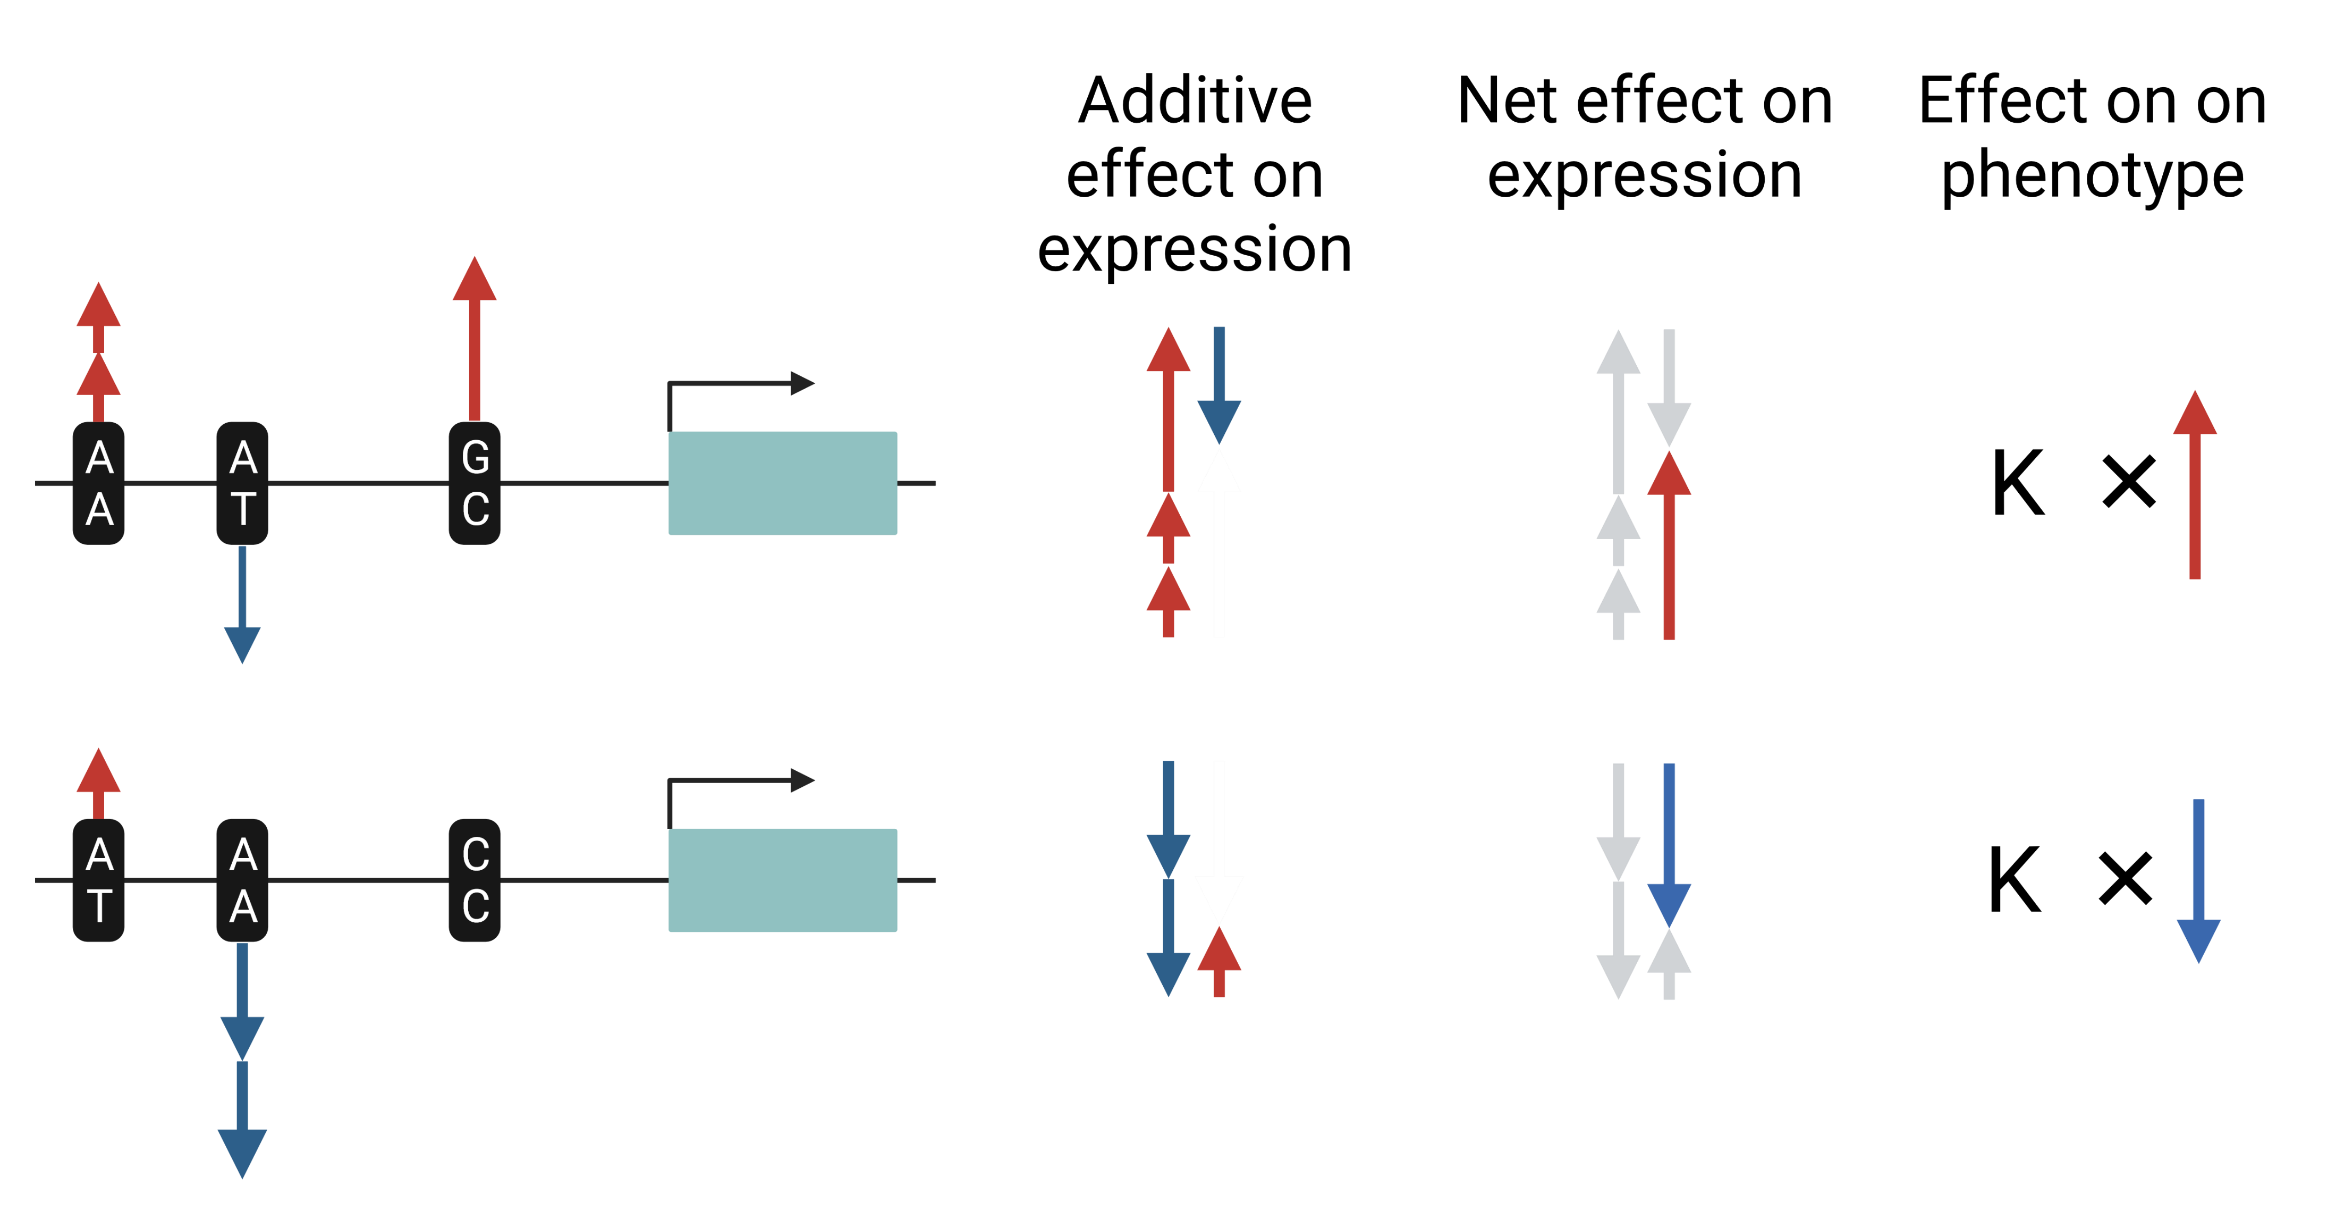 Additive
effect on
expression
Net effect on
expression
Effect on on
phenotype
A
A
A
T
G
C
K ×
A
T
A
A
C
C
K ×